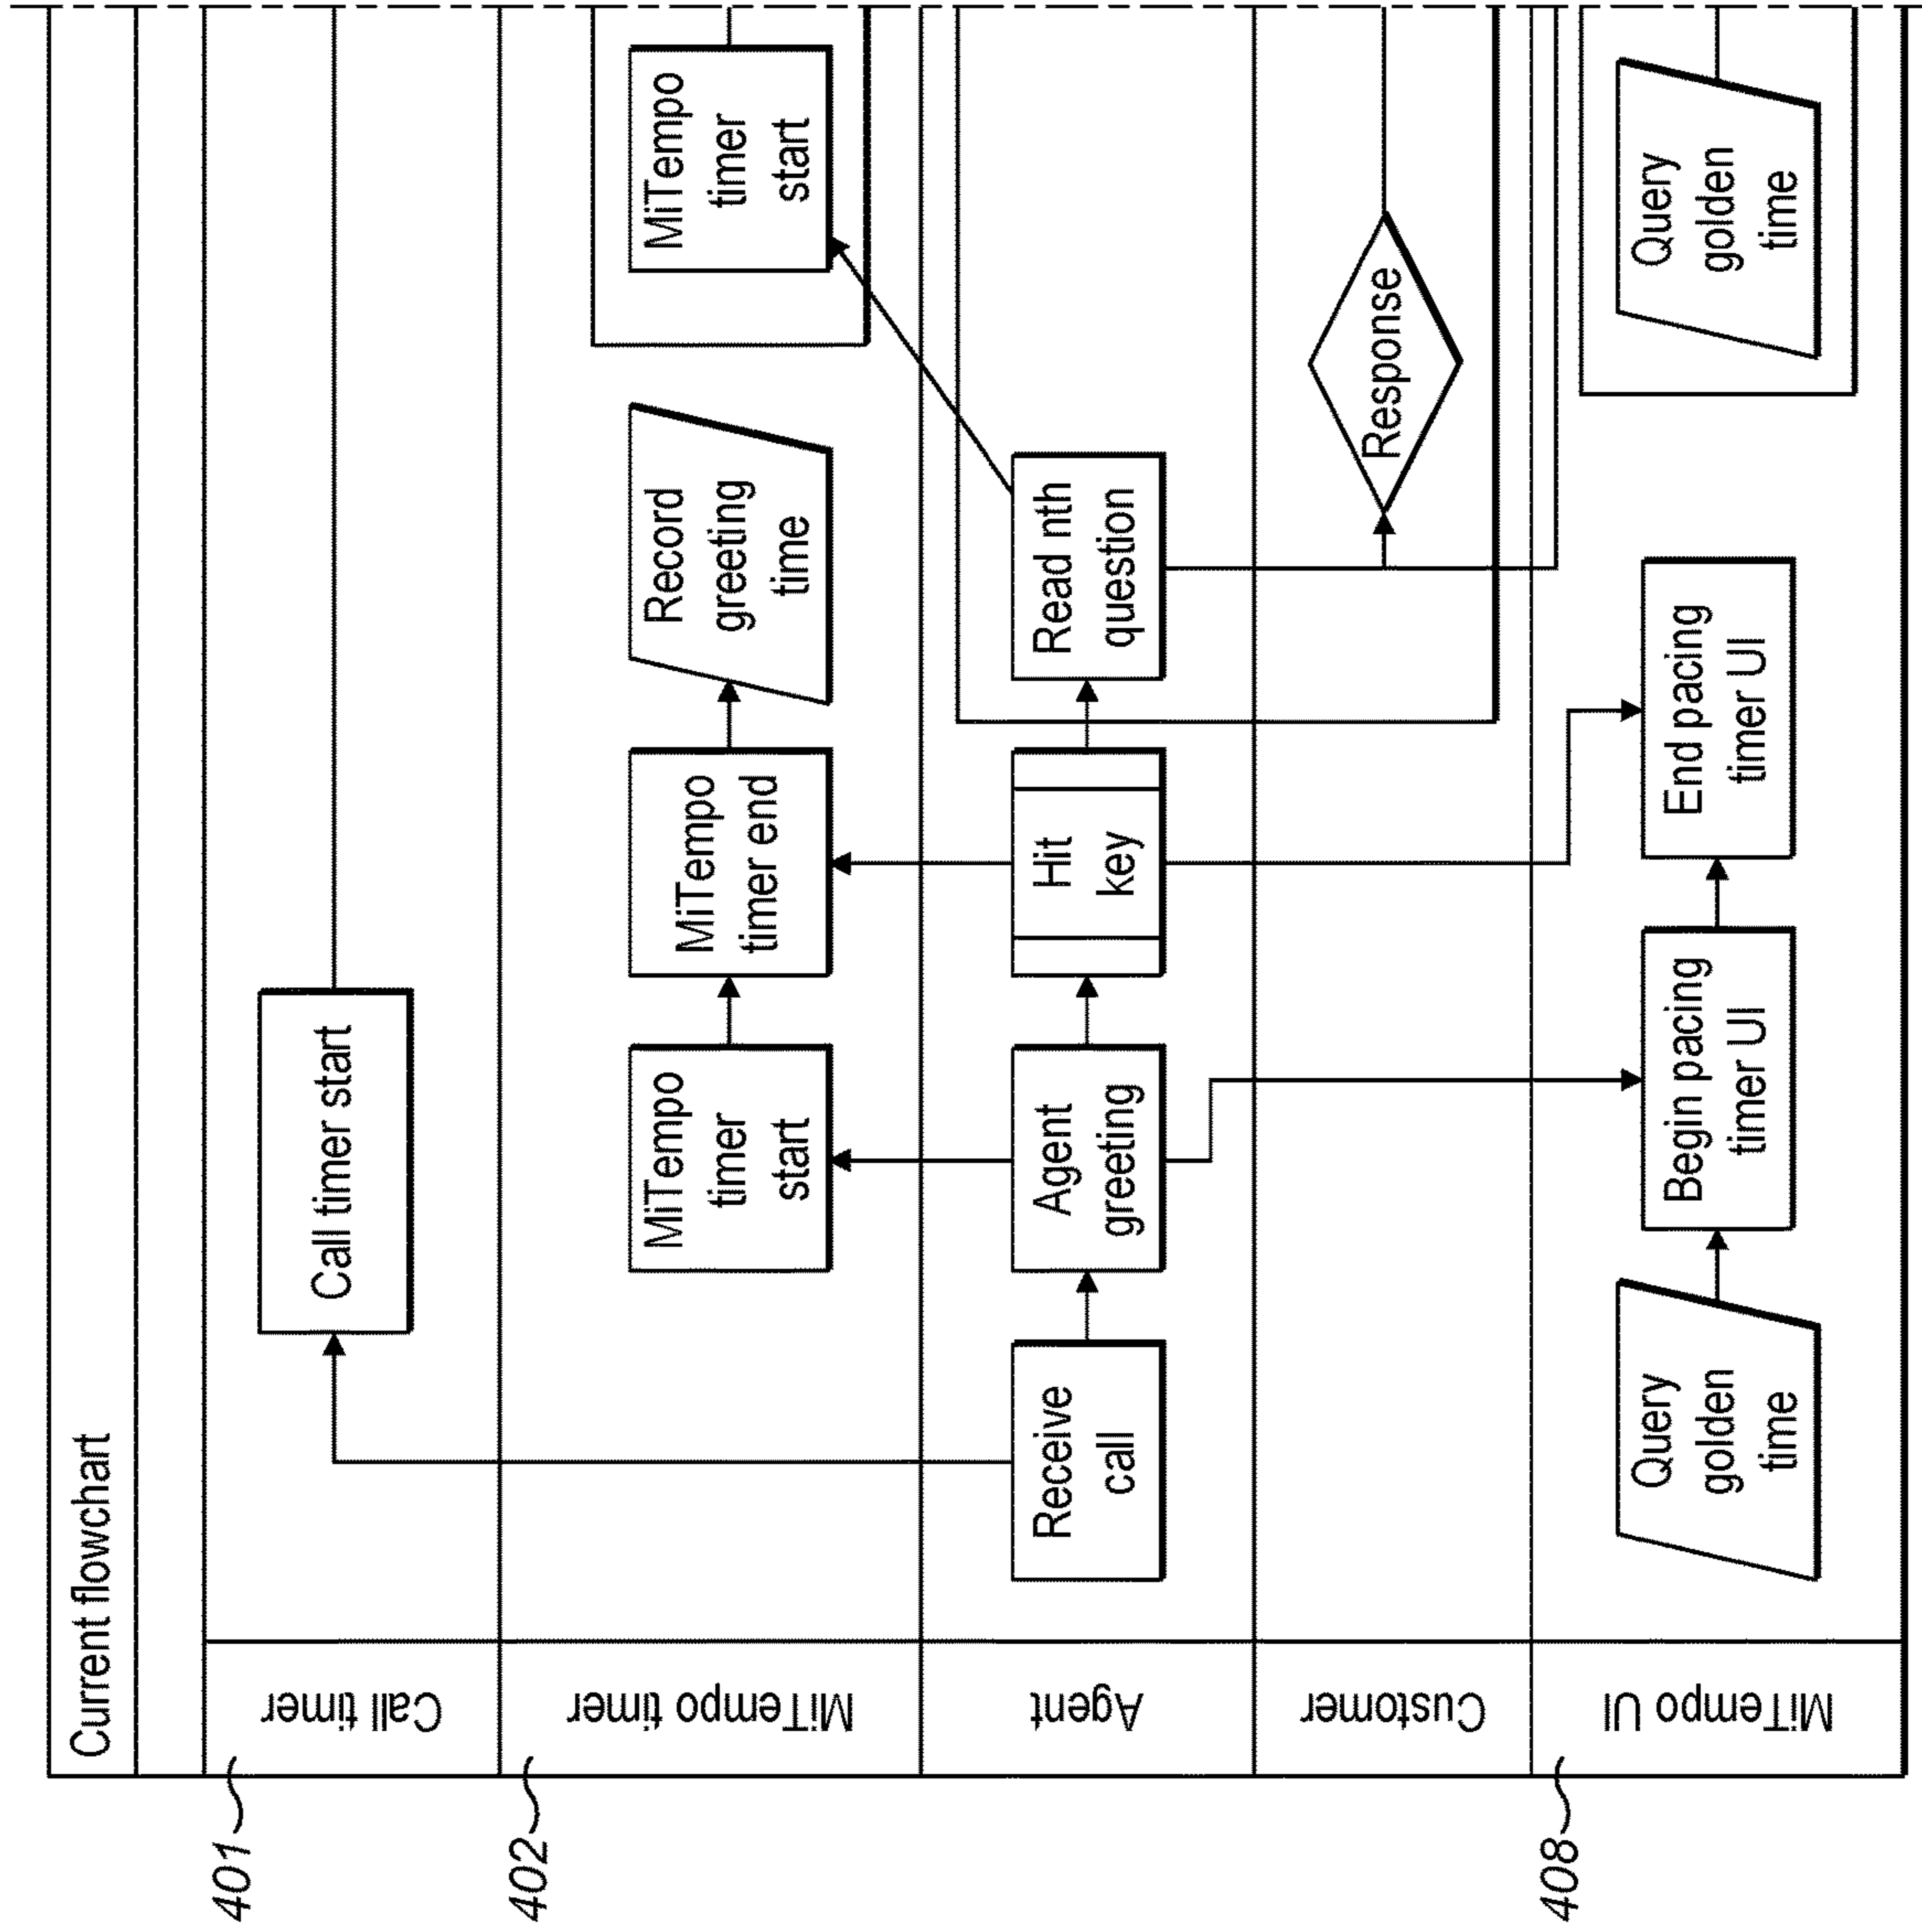 Current flowchart
401
Call timer
Call timer start
402
MiTempo timer
MiTempo
timer
start
MiTempo
timer end
Record
greeting
time
MiTempo
timer
start
Agent
Receive
call
Agent
greeting
Hit
key
Read nth
question
Customer
Response
408
MiTempo UI
Query
golden
time
Begin pacing
timer UI
End pacing
timer UI
Query
golden
time